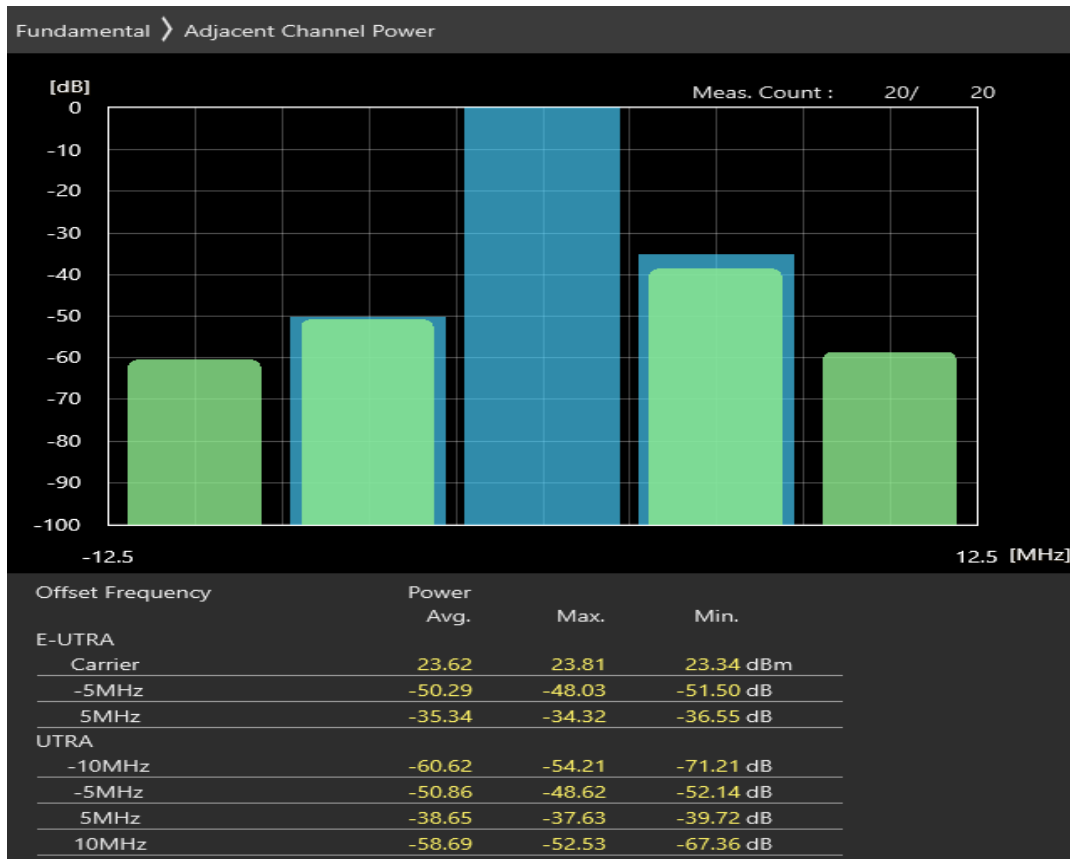 Fundamental ❯ Adjacent Channel Power
[dB]
Meas. Count : 20/ 20
0
-10
-20
-30
-40
-50
-60
-70
-80
-90
-100
-12.5 12.5 [MHz]
Offset Frequency Power
Avg. Max. Min.
E-UTRA
Carrier 23.62 23.81 23.34 dBm
-5MHz -50.29 -48.03 -51.50 dB
5MHz -35.34 -34.32 -36.55 dB
UTRA
-10MHz -60.62 -54.21 -71.21 dB
-5MHz -50.86 -48.62 -52.14 dB
5MHz -38.65 -37.63 -39.72 dB
10MHz -58.69 -52.53 -67.36 dB